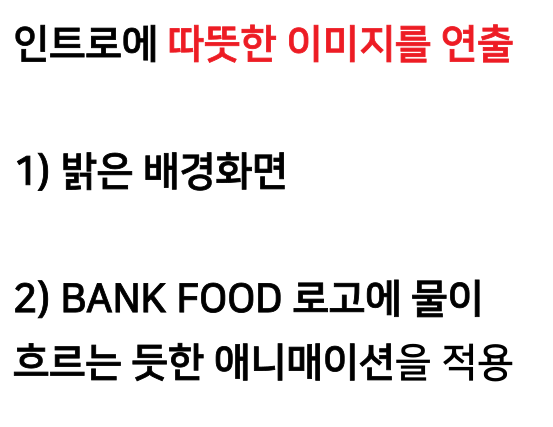 인트로에 따뜻한 이미지를 연출
1) 밝은 배경화면
2) BANK FOOD 로고에 물이
흐르는 듯한 애니매이션을 적용